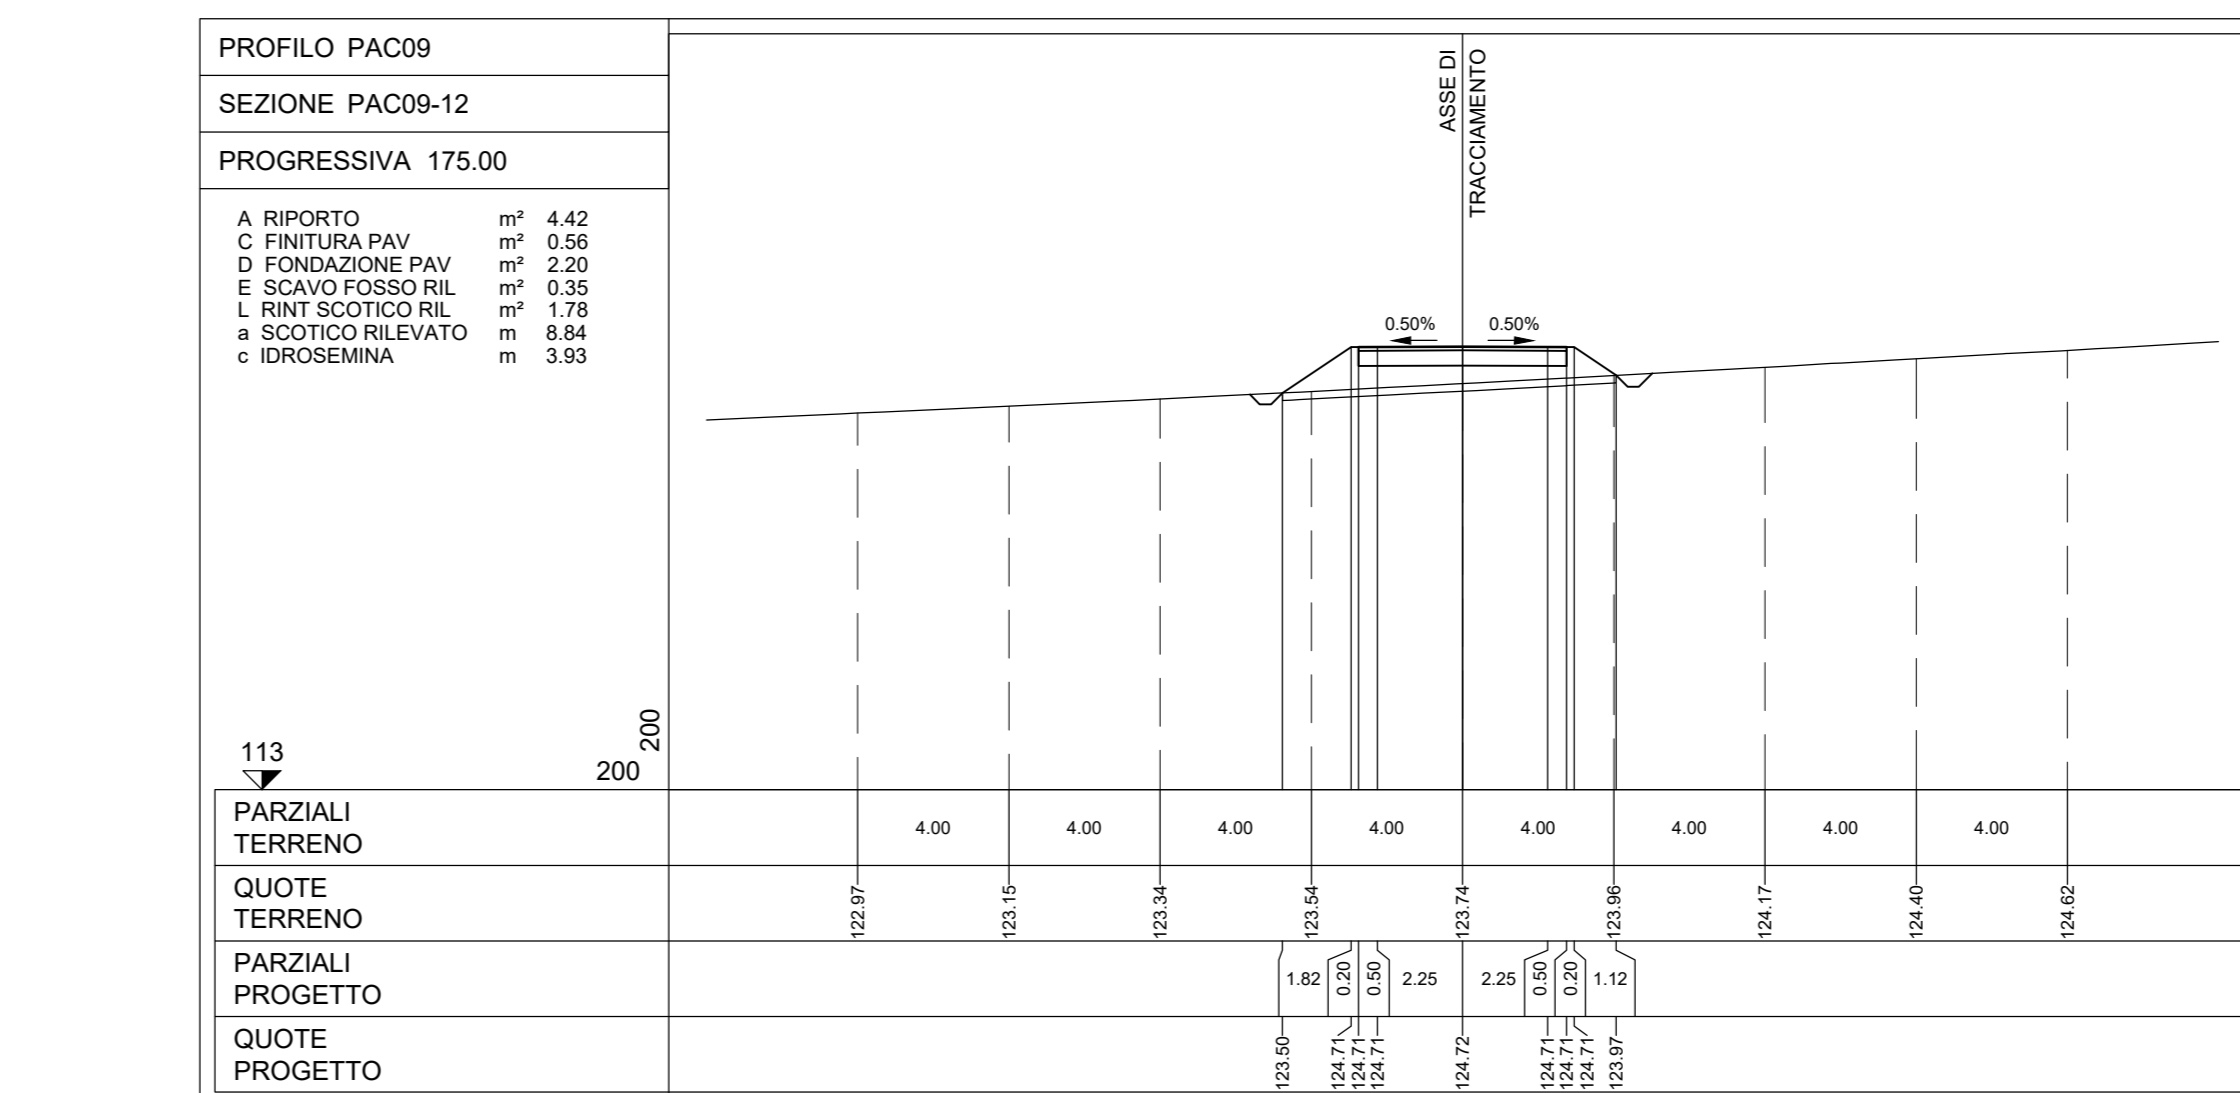 PROFILO PAC09
SEZIONE PAC09-12
PROGRESSIVA 175.00
A RIPORTO m² 4.42
C FINITURA PAV m² 0.56
D FONDAZIONE PAV m² 2.20
E SCAVO FOSSO RIL m² 0.35
L RINT SCOTICO RIL m² 1.78
a SCOTICO RILEVATO m 8.84
c IDROSEMINA m 3.93
ASSE DI
TRACCIAMENTO
0.50% 0.50%
113
200
200
PARZIALI
TERRENO
4.00 4.00 4.00 4.00 4.00 4.00 4.00 4.00
QUOTE
TERRENO
122.97 123.15 123.34 123.54 123.74 123.96 124.17 124.40 124.62
PARZIALI
PROGETTO
1.82 0.20 0.50 2.25 2.25 0.50 0.20 1.12
QUOTE
PROGETTO
123.50 124.71 124.71 124.71 124.72 124.71 124.71 124.71 123.97